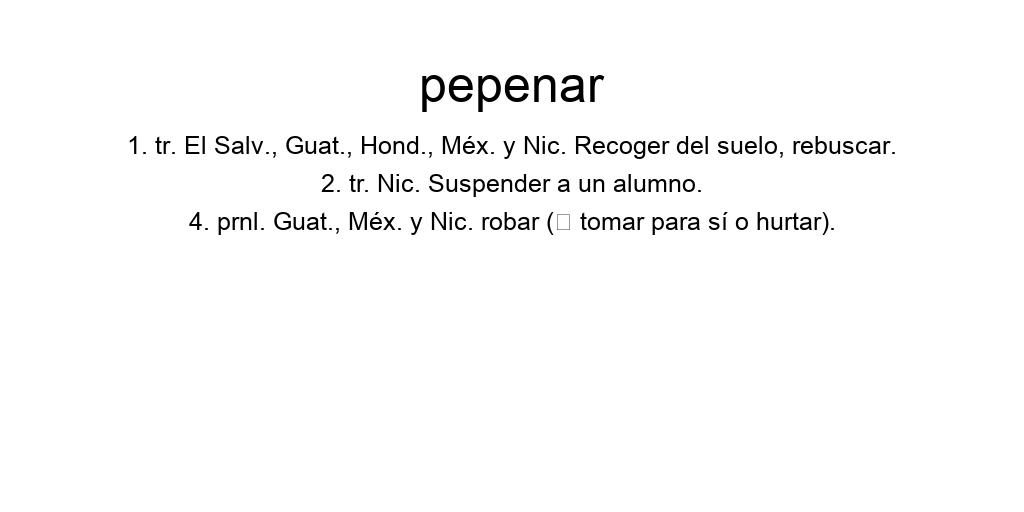 pepenar
1. tr. El Salv., Guat., Hond., Méx. y Nic. Recoger del suelo, rebuscar.
2. tr. Nic. Suspender a un alumno.
4. prnl. Guat., Méx. y Nic. robar (□ tomar para sí o hurtar).